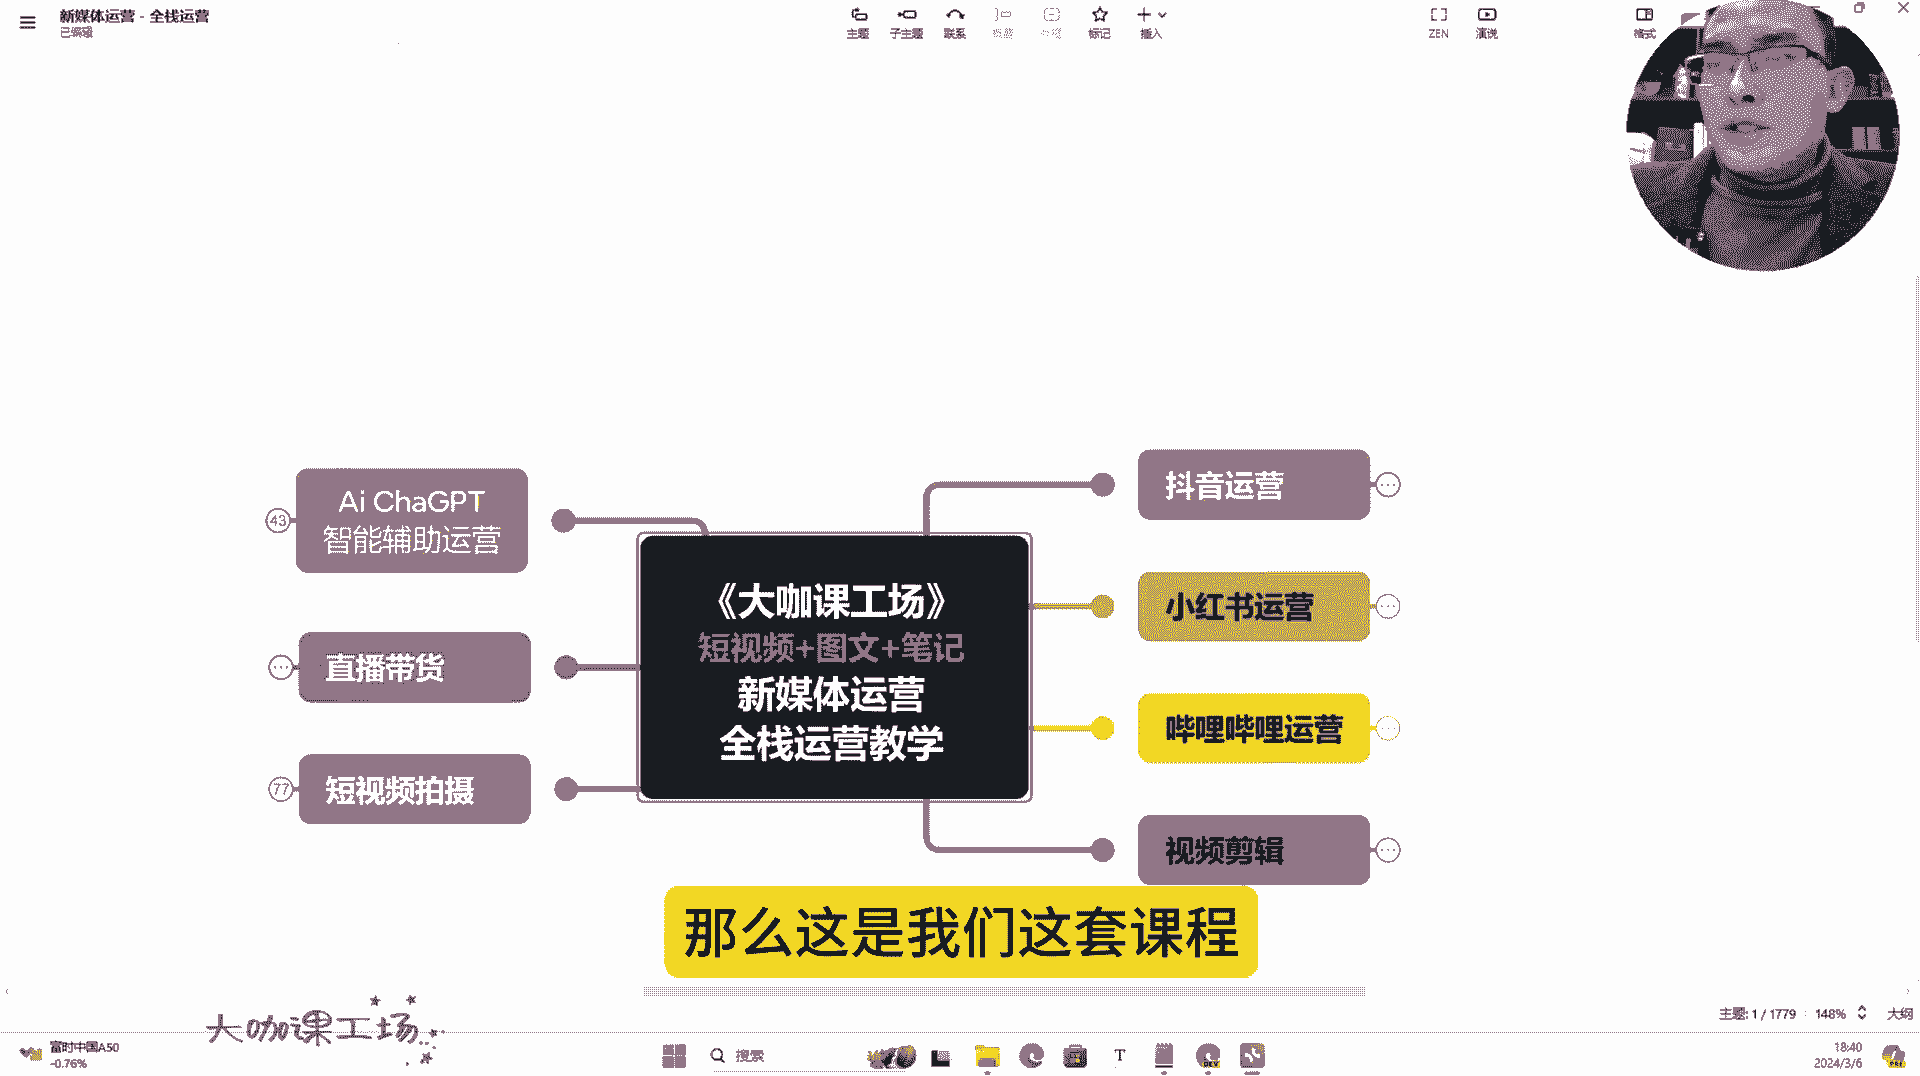 新媒体运营 - 全栈运营
已编辑
主题
子主题
联系
标记
插入
ZEN
演说
格式
Ai ChaGPT
智能辅助运营
43
直播带货
短视频拍摄
77
《大咖课工场》
短视频+图文+笔记
新媒体运营
全栈运营教学
抖音运营
小红书运营
哔哩哔哩运营
视频剪辑
那么这是我们这套课程
大咖课工场
主题: 1 / 1779
148%
大纲
富时中国A50
-0.76%
搜索
T
DEV
18:40
2024/3/6